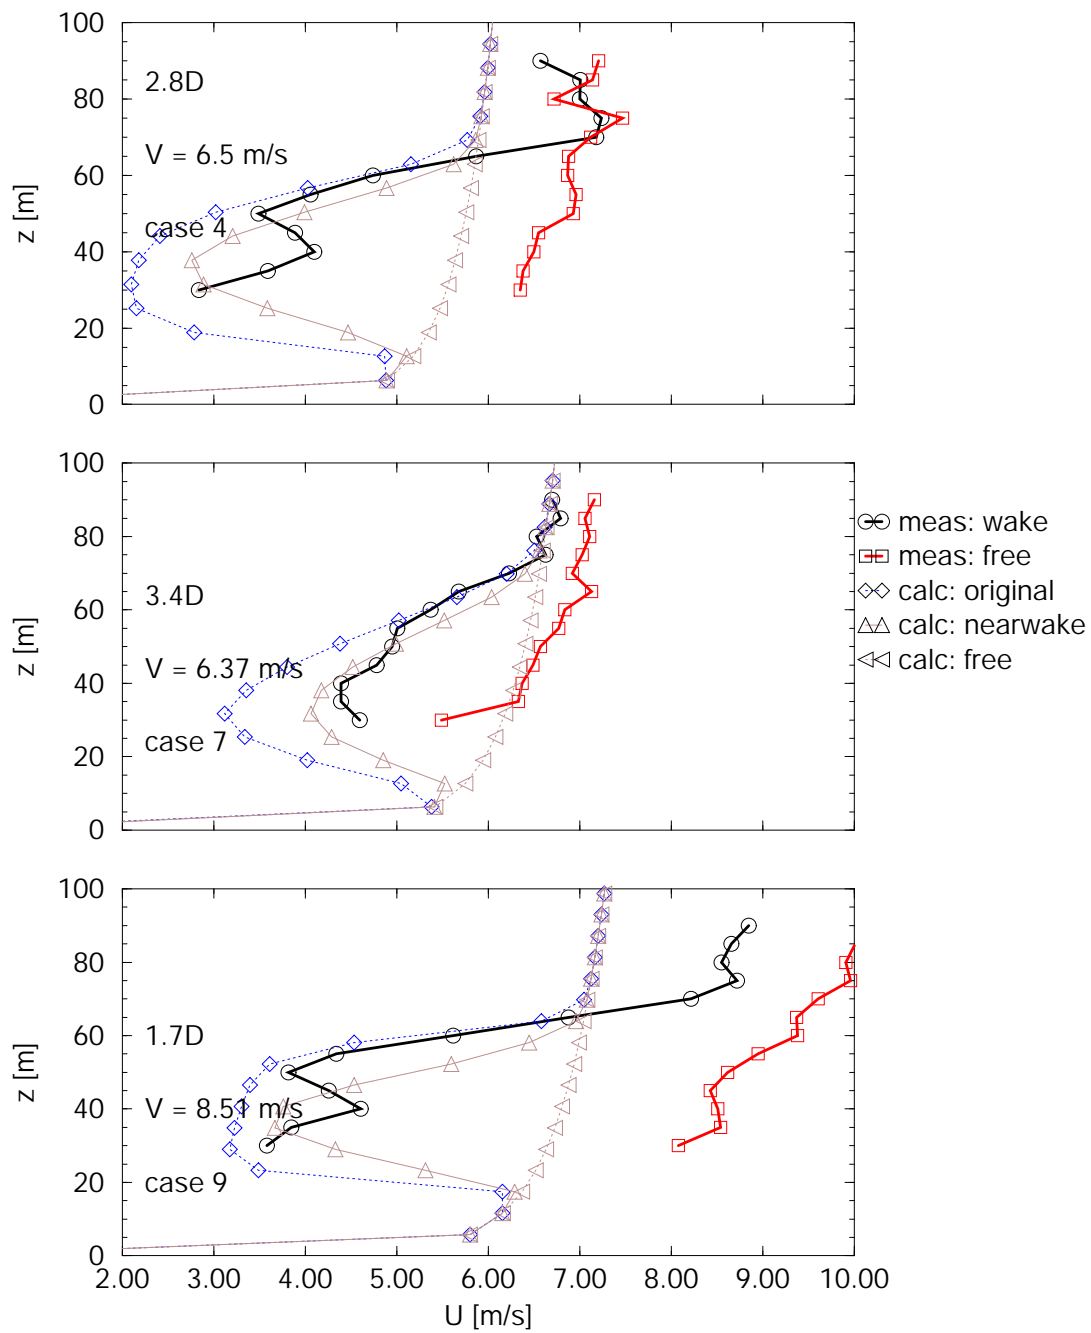 100
2.8D
80
V = 6.5 m/s
60
z [m]
case 4
40
20
0
100
80
3.4D
60
z [m]
V = 6.37 m/s
40
case 7
20
0
meas: wake
meas: free
calc: original
calc: nearwake
calc: free
100
80
1.7D
60
z [m]
V = 8.51 m/s
40
case 9
20
0
2.00 3.00 4.00 5.00 6.00 7.00 8.00 9.00 10.00
U [m/s]